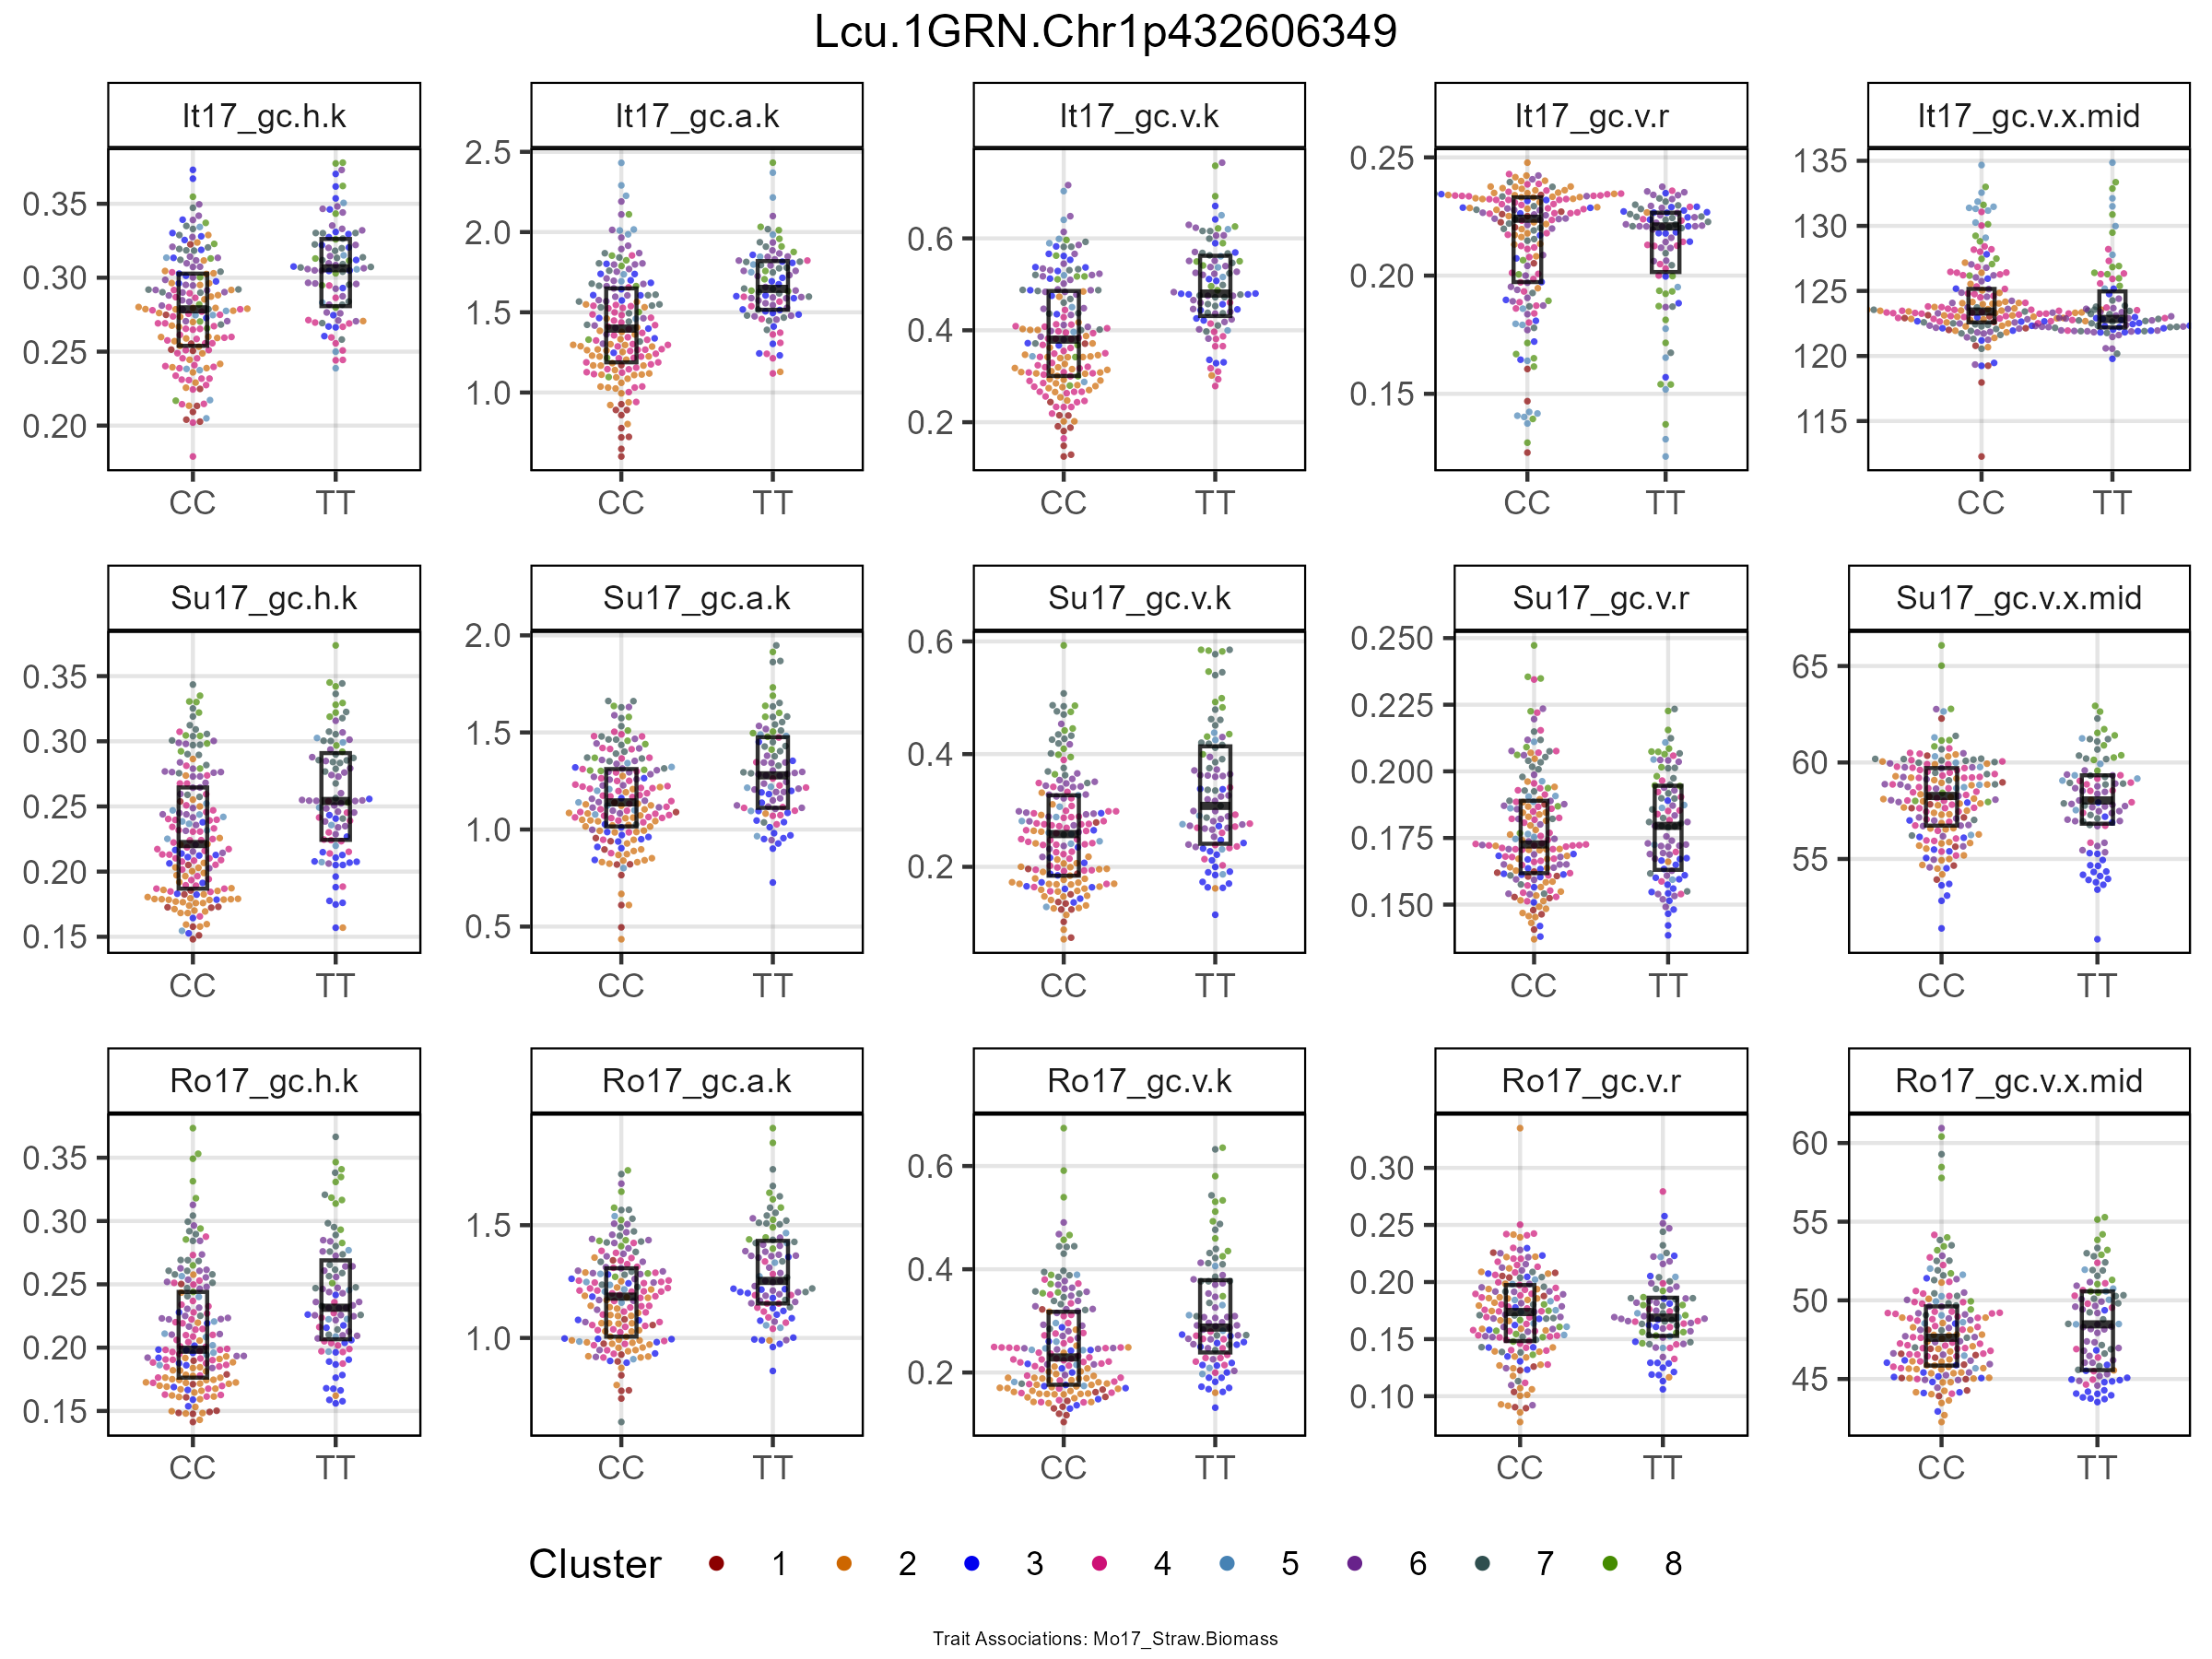 Lcu.1GRN.Chr1p432606349
It17_gc.h.k It17_gc.a.k It17_gc.v.k It17_gc.v.r It17_gc.v.x.mid
0.35 0.30 0.25 0.20
2.5 2.0 1.5 1.0
0.6 0.4 0.2
0.25 0.20 0.15
135 130 125 120 115
CC TT CC TT CC TT CC TT CC TT
Su17_gc.h.k Su17_gc.a.k Su17_gc.v.k Su17_gc.v.r Su17_gc.v.x.mid
0.35 0.30 0.25 0.20 0.15
2.0 1.5 1.0 0.5
0.6 0.4 0.2
0.250 0.225 0.200 0.175 0.150
65 60 55
CC TT CC TT CC TT CC TT CC TT
Ro17_gc.h.k Ro17_gc.a.k Ro17_gc.v.k Ro17_gc.v.r Ro17_gc.v.x.mid
0.35 0.30 0.25 0.20 0.15
1.5 1.0
0.6 0.4 0.2
0.30 0.25 0.20 0.15 0.10
60 55 50 45
CC TT CC TT CC TT CC TT CC TT
Cluster 1 2 3 4 5 6 7 8
Trait Associations: Mo17_Straw.Biomass